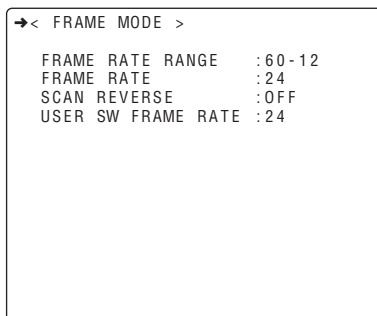 ➔< FRAME MODE >
FRAME RATE RANGE :60-12
FRAME RATE :24
SCAN REVERSE :OFF
USER SW FRAME RATE :24